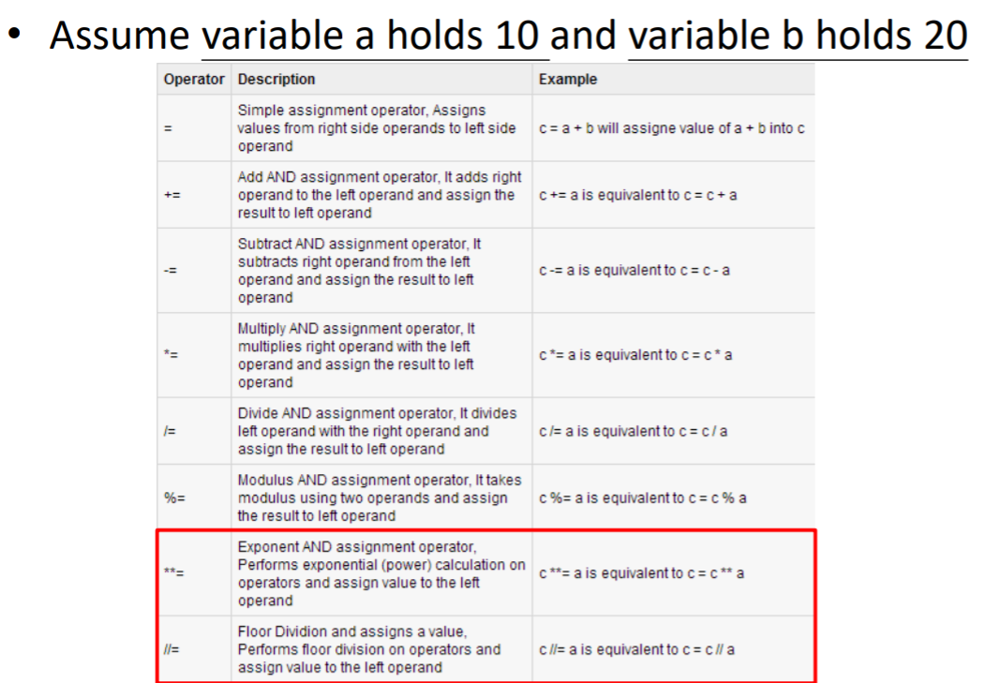 • Assume variable a holds 10 and variable b holds 20
Operator Description Example
= Simple assignment operator, Assigns
values from right side operands to left side
operand
c = a + b will assigne value of a + b into c
+= Add AND assignment operator, It adds right
operand to the left operand and assign the
result to left operand
c += a is equivalent to c = c + a
-= Subtract AND assignment operator, It
subtracts right operand from the left
operand and assign the result to left
operand
c -= a is equivalent to c = c - a
*= Multiply AND assignment operator, It
multiplies right operand with the left
operand and assign the result to left
operand
c *= a is equivalent to c = c * a
/= Divide AND assignment operator, It divides
left operand with the right operand and
assign the result to left operand
c /= a is equivalent to c = c / a
%= Modulus AND assignment operator, It takes
modulus using two operands and assign
the result to left operand
c %= a is equivalent to c = c % a
**= Exponent AND assignment operator,
Performs exponential (power) calculation on
operators and assign value to the left
operand
c **= a is equivalent to c = c ** a
//= Floor Dividion and assigns a value,
Performs floor division on operators and
assign value to the left operand
c //= a is equivalent to c = c // a